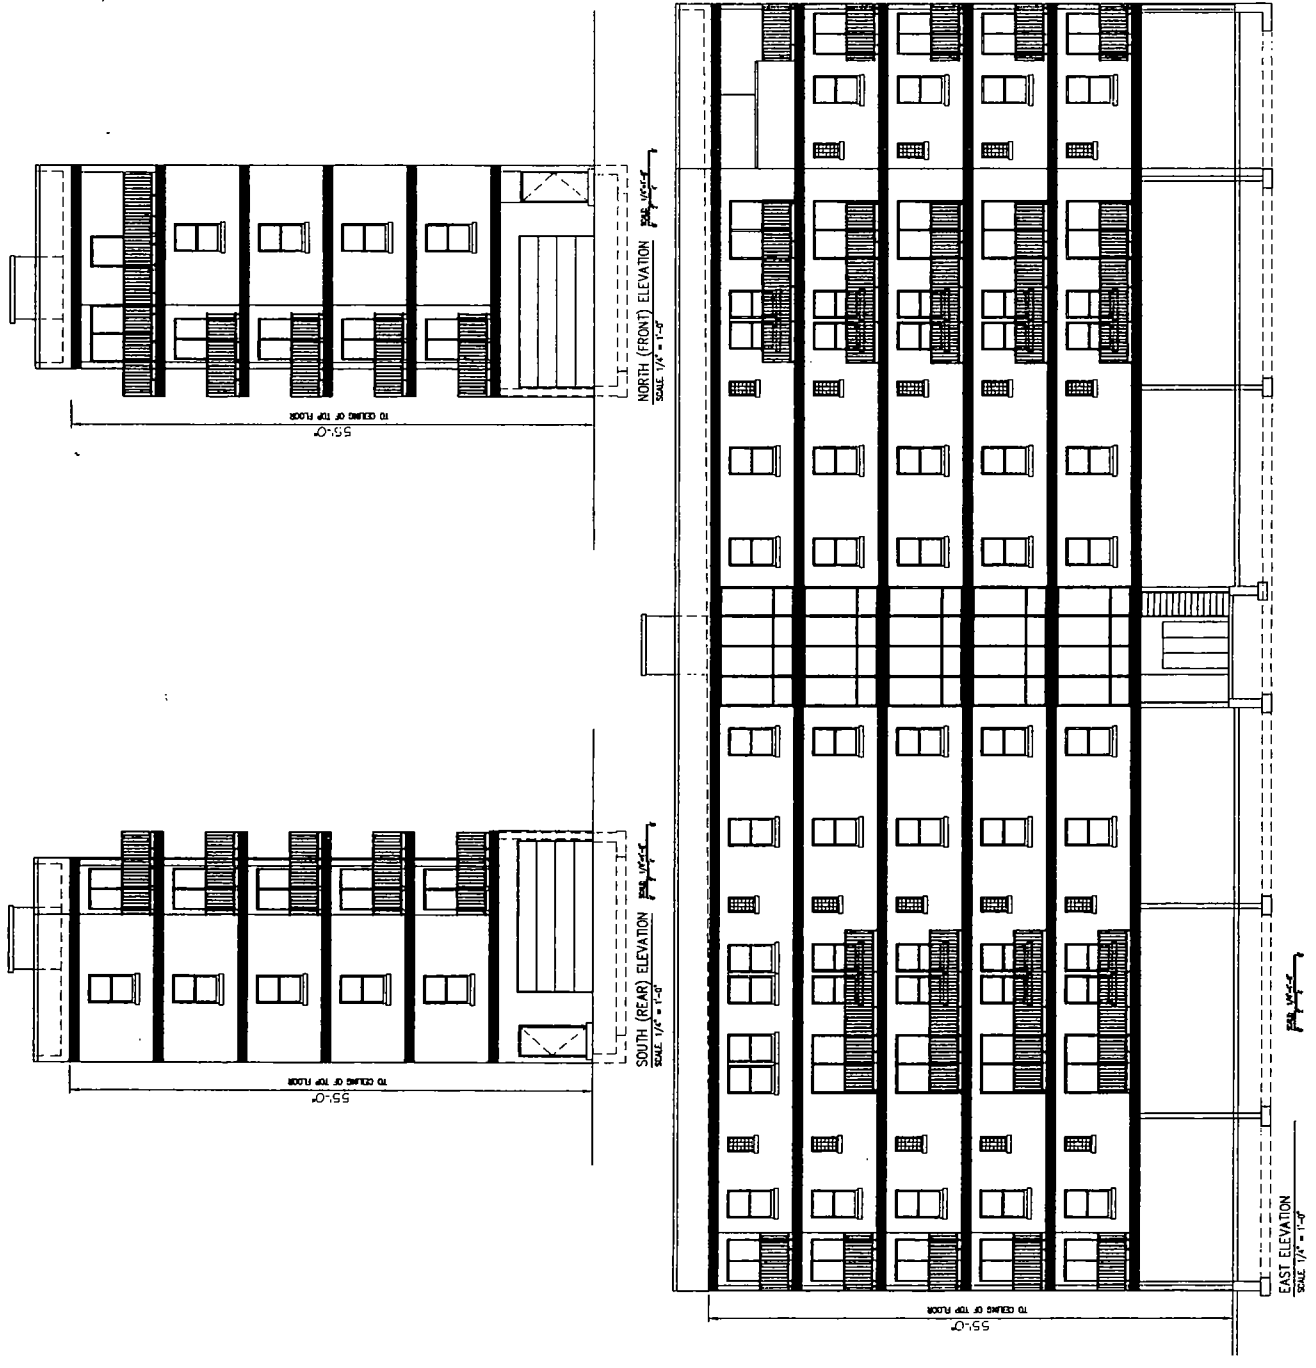 NORTH (FRONT) ELEVATION
SCALE 1/4" = 1'-0"
TO CEILING OF TOP FLOOR
55'-0"
SOUTH (REAR) ELEVATION
SCALE 1/4" = 1'-0"
TO CEILING OF TOP FLOOR
55'-0"
EAST ELEVATION
SCALE 1/4" = 1'-0"
TO CEILING OF TOP FLOOR
55'-0"